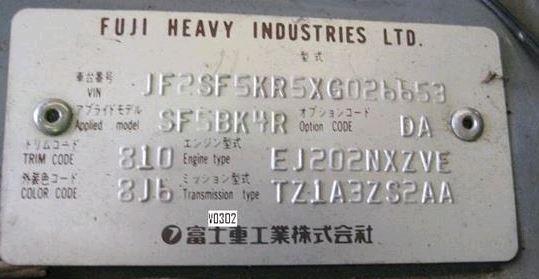 FUJI HEAVY INDUSTRIES LTD.
型式
車台番号 VIN JF2SF5KR5XG026653
アプライドモデル Applied model SF5BK4R オプションコード Option CODE DA
トリムコード TRIM CODE 810 エンジン型式 Engine type EJ202NXZVE
外装色コード COLOR CODE 8J6 ミッション型式 Transmission type TZ1A3ZS2AA
V0302
富士重工業株式会社